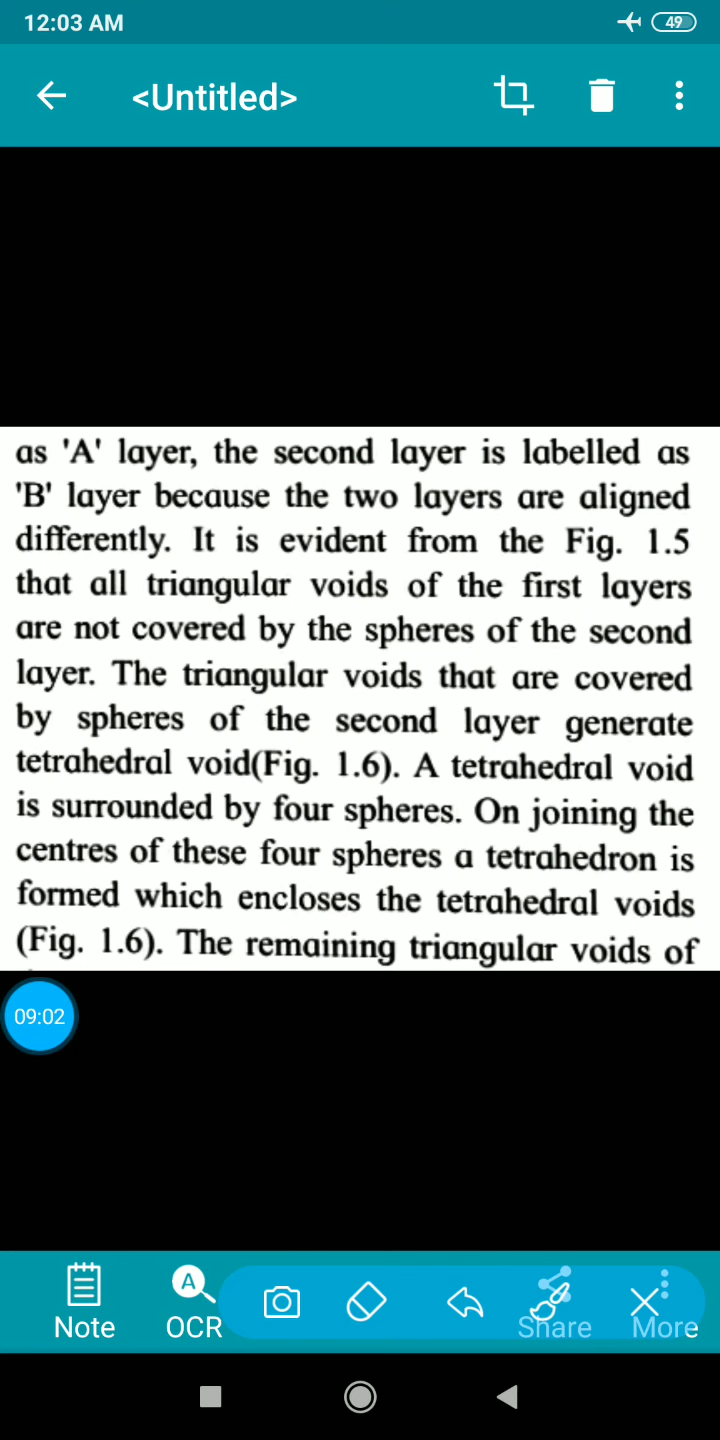 12:03 AM
49
<Untitled>
as 'A' layer, the second layer is labelled as
'B' layer because the two layers are aligned
differently. It is evident from the Fig. 1.5
that all triangular voids of the first layers
are not covered by the spheres of the second
layer. The triangular voids that are covered
by spheres of the second layer generate
tetrahedral void(Fig. 1.6). A tetrahedral void
is surrounded by four spheres. On joining the
centres of these four spheres a tetrahedron is
formed which encloses the tetrahedral voids
(Fig. 1.6). The remaining triangular voids of
09:02
A
Note
OCR
Share
More